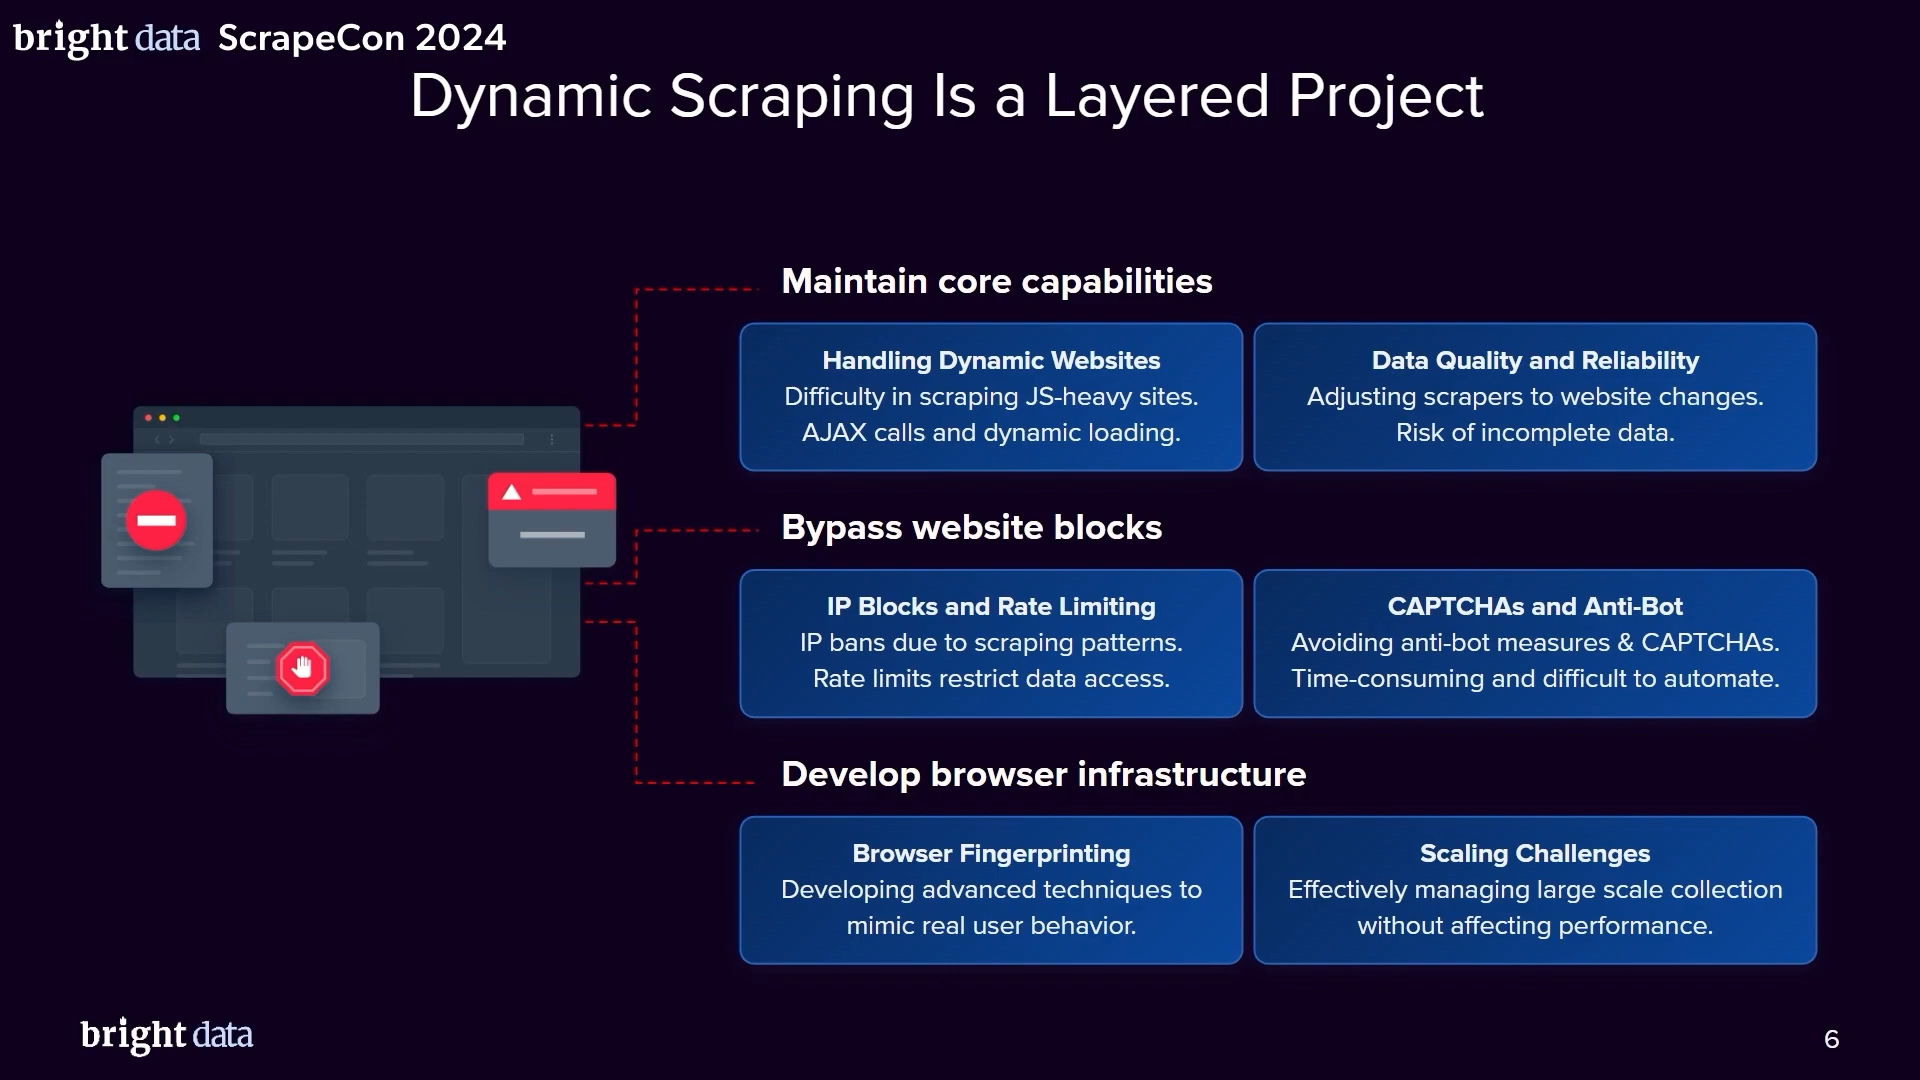 bright data ScrapeCon 2024
Dynamic Scraping Is a Layered Project
Maintain core capabilities
Handling Dynamic Websites
Difficulty in scraping JS-heavy sites.
AJAX calls and dynamic loading.
Data Quality and Reliability
Adjusting scrapers to website changes.
Risk of incomplete data.
Bypass website blocks
IP Blocks and Rate Limiting
IP bans due to scraping patterns.
Rate limits restrict data access.
CAPTCHAs and Anti-Bot
Avoiding anti-bot measures & CAPTCHAs.
Time-consuming and difficult to automate.
Develop browser infrastructure
Browser Fingerprinting
Developing advanced techniques to
mimic real user behavior.
Scaling Challenges
Effectively managing large scale collection
without affecting performance.
bright data
6